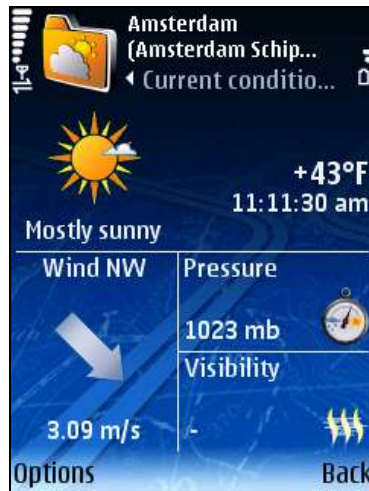 Amsterdam
(Amsterdam Schip...
Current conditio...
+43°F
11:11:30 am
Mostly sunny
Wind NW
Pressure
1023 mb
Visibility
3.09 m/s
-
Options
Back